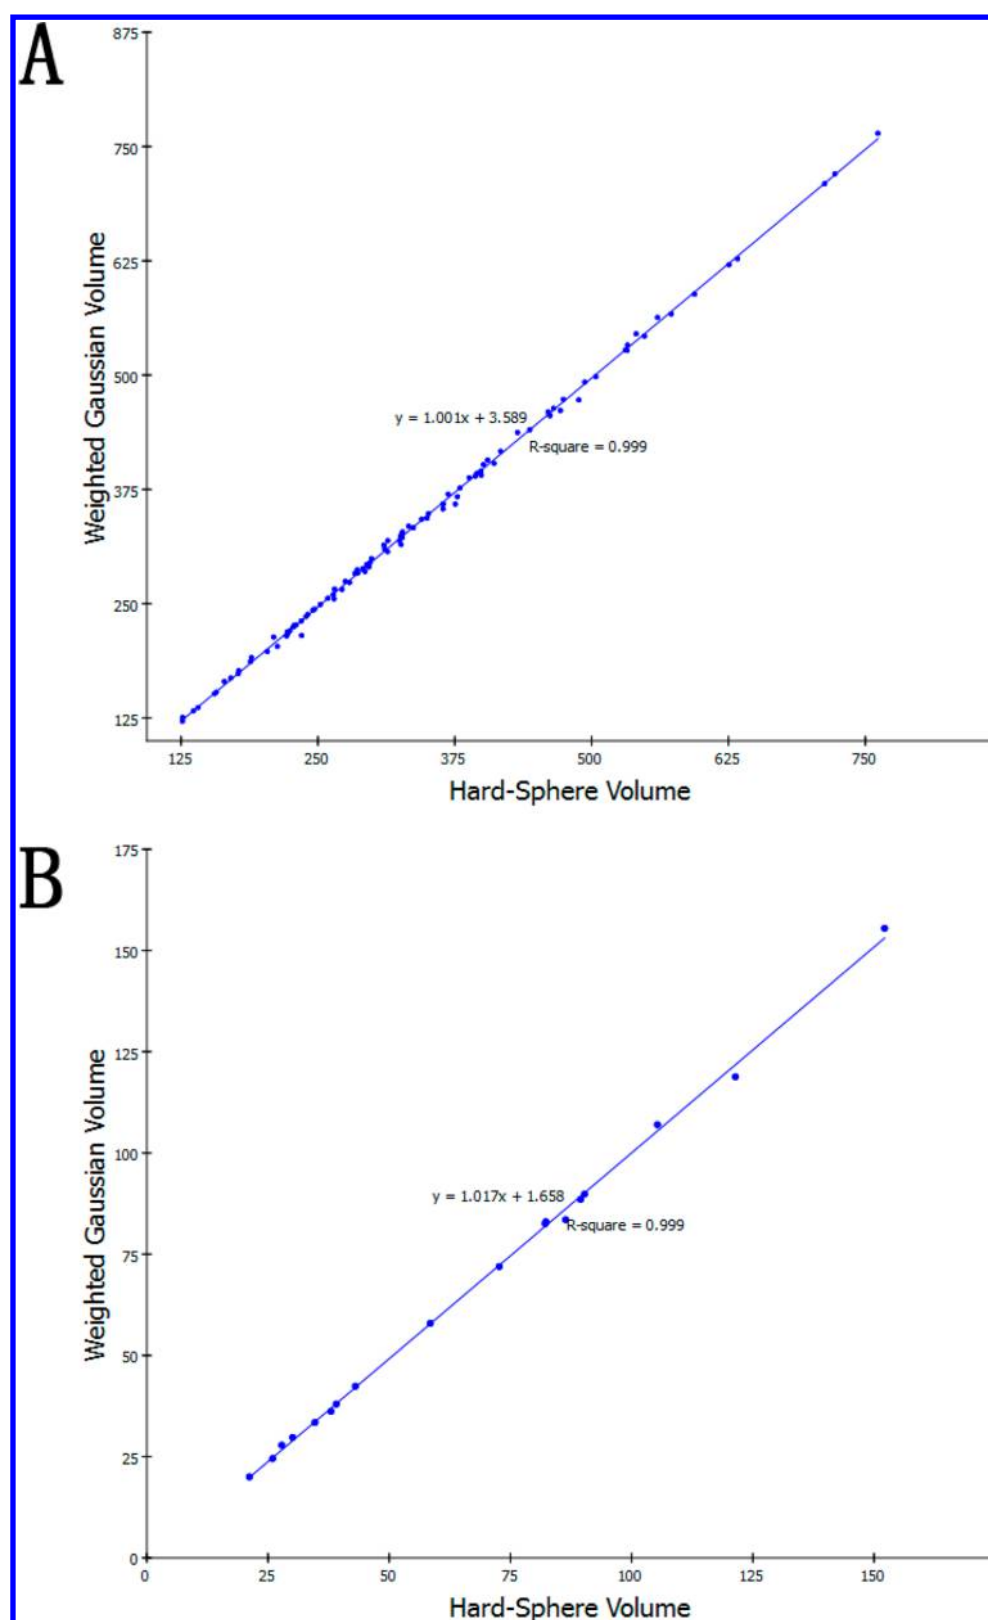 A
875
750
625
500
375
250
125
Weighted Gaussian Volume
y = 1.001x + 3.589
R-square = 0.999
125 250 375 500 625 750
Hard-Sphere Volume
B
175
150
125
100
75
50
25
0
Weighted Gaussian Volume
y = 1.017x + 1.658
R-square = 0.999
0 25 50 75 100 125 150
Hard-Sphere Volume